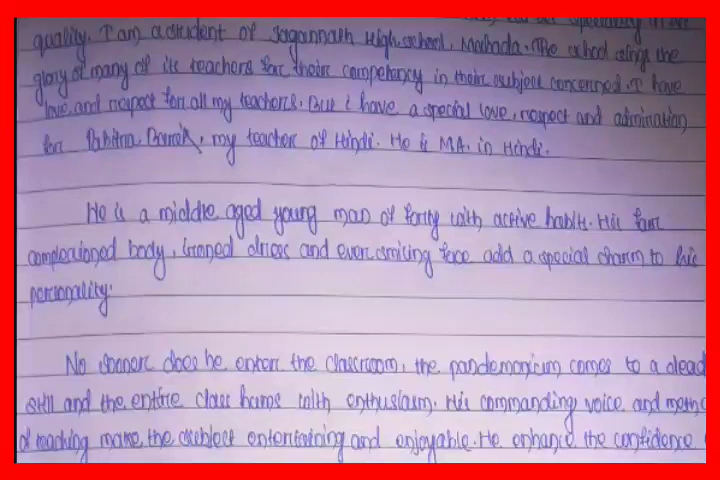 quality. I am a student of Jagannath High school, Mahada. The school sings the
glory of many of its teachers for their competancy in their subject concerned. I have
love and respect for all my teachers. But i have a special love, respect and admiration
for Pabitra, my teacher of Hindi. He is M.A. in Hindi.
He is a middle aged young man of forty with active habit. His fair
complexioned body, ironed dress and ever smiling face add a special charm to his
personality.
No sooner does he enter the classroom, the pandemonium comes to a dead
still and the entire class hums with enthusiasm. His commanding voice and
of teaching make the subject entertaining and enjoyable. He enhance the confidence